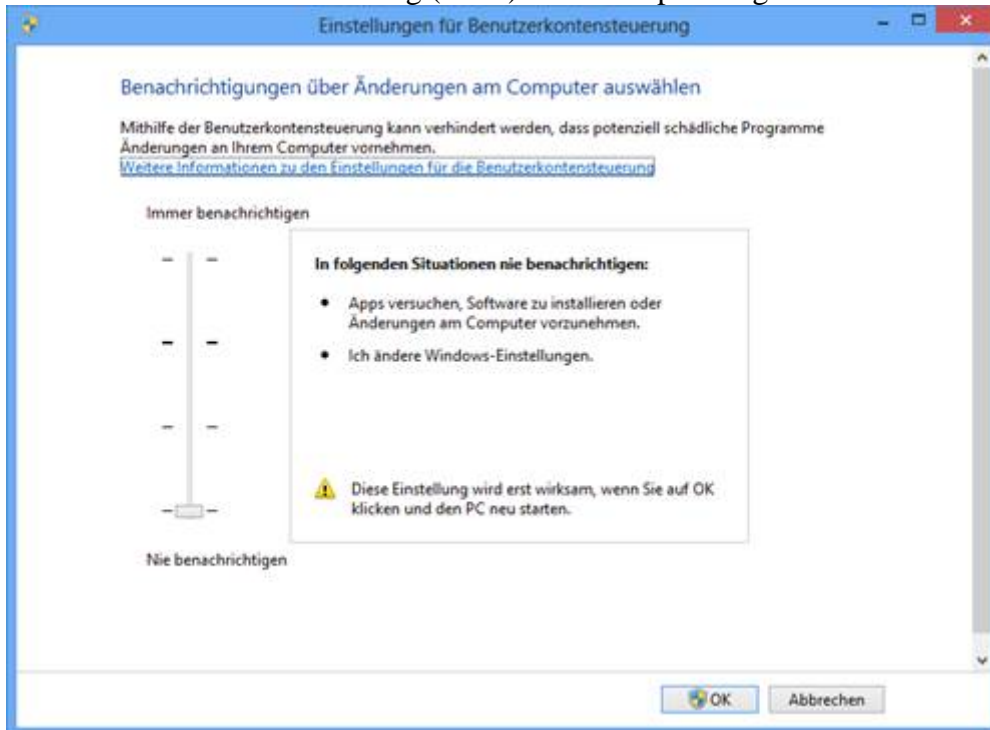 Einstellungen für Benutzerkontensteuerung
Benachrichtigungen über Änderungen am Computer auswählen
Mithilfe der Benutzerkontensteuerung kann verhindert werden, dass potenziell schädliche Programme
Änderungen an Ihrem Computer vornehmen.
Weitere Informationen zu den Einstellungen für die Benutzerkontensteuerung
Immer benachrichtigen
In folgenden Situationen nie benachrichtigen:
• Apps versuchen, Software zu installieren oder
Änderungen am Computer vorzunehmen.
• Ich ändere Windows-Einstellungen.
Diese Einstellung wird erst wirksam, wenn Sie auf OK
klicken und den PC neu starten.
Nie benachrichtigen
OK
Abbrechen